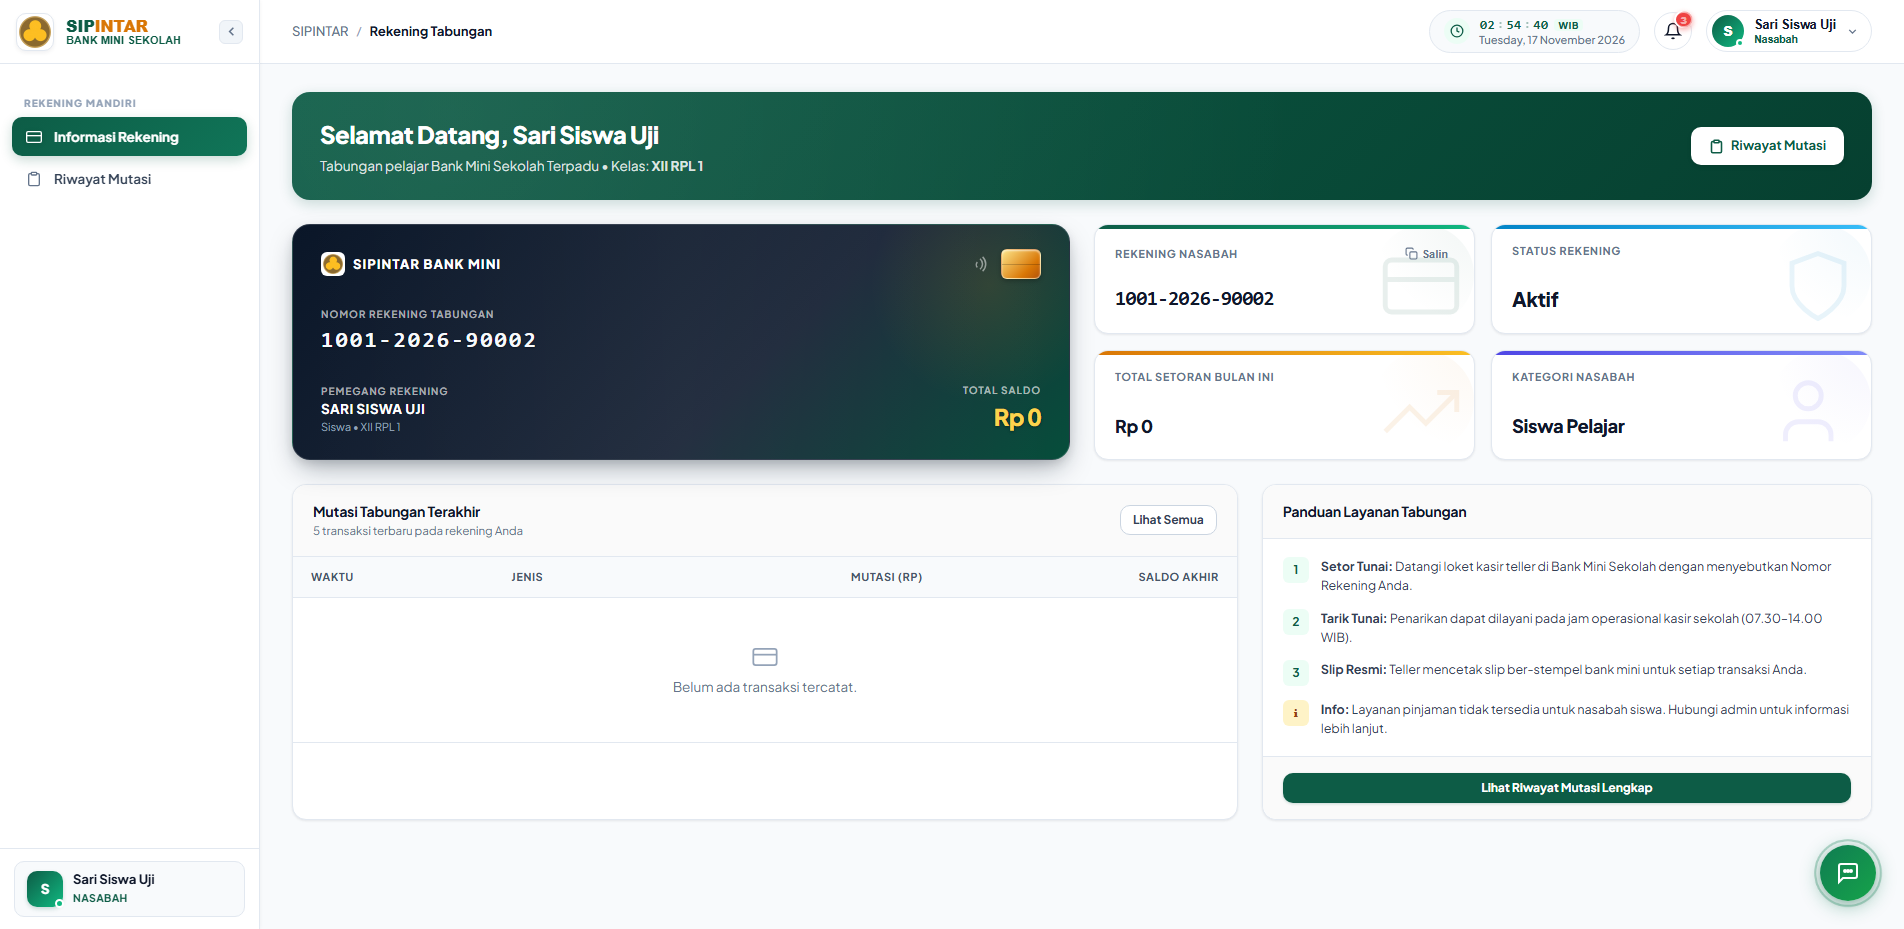 SIPINTAR
BANK MINI SEKOLAH
SIPINTAR / Rekening Tabungan
02 : 54 : 40 WIB
Tuesday, 17 November 2026
3
S
Sari Siswa Uji
Nasabah
REKENING MANDIRI
Informasi Rekening
Riwayat Mutasi
Selamat Datang, Sari Siswa Uji
Tabungan pelajar Bank Mini Sekolah Terpadu • Kelas: XII RPL 1
Riwayat Mutasi
SIPINTAR BANK MINI
NOMOR REKENING TABUNGAN
1001-2026-90002
PEMEGANG REKENING
SARI SISWA UJI
Siswa • XII RPL 1
TOTAL SALDO
Rp 0
REKENING NASABAH
Salin
1001-2026-90002
STATUS REKENING
Aktif
TOTAL SETORAN BULAN INI
Rp 0
KATEGORI NASABAH
Siswa Pelajar
Mutasi Tabungan Terakhir
5 transaksi terbaru pada rekening Anda
Lihat Semua
WAKTU JENIS MUTASI (RP) SALDO AKHIR
Belum ada transaksi tercatat.
Panduan Layanan Tabungan
1 Setor Tunai: Datangi loket kasir teller di Bank Mini Sekolah dengan menyebutkan Nomor
Rekening Anda.
2 Tarik Tunai: Penarikan dapat dilayani pada jam operasional kasir sekolah (07.30–14.00
WIB).
3 Slip Resmi: Teller mencetak slip ber-stempel bank mini untuk setiap transaksi Anda.
i Info: Layanan pinjaman tidak tersedia untuk nasabah siswa. Hubungi admin untuk informasi
lebih lanjut.
Lihat Riwayat Mutasi Lengkap
S
Sari Siswa Uji
NASABAH